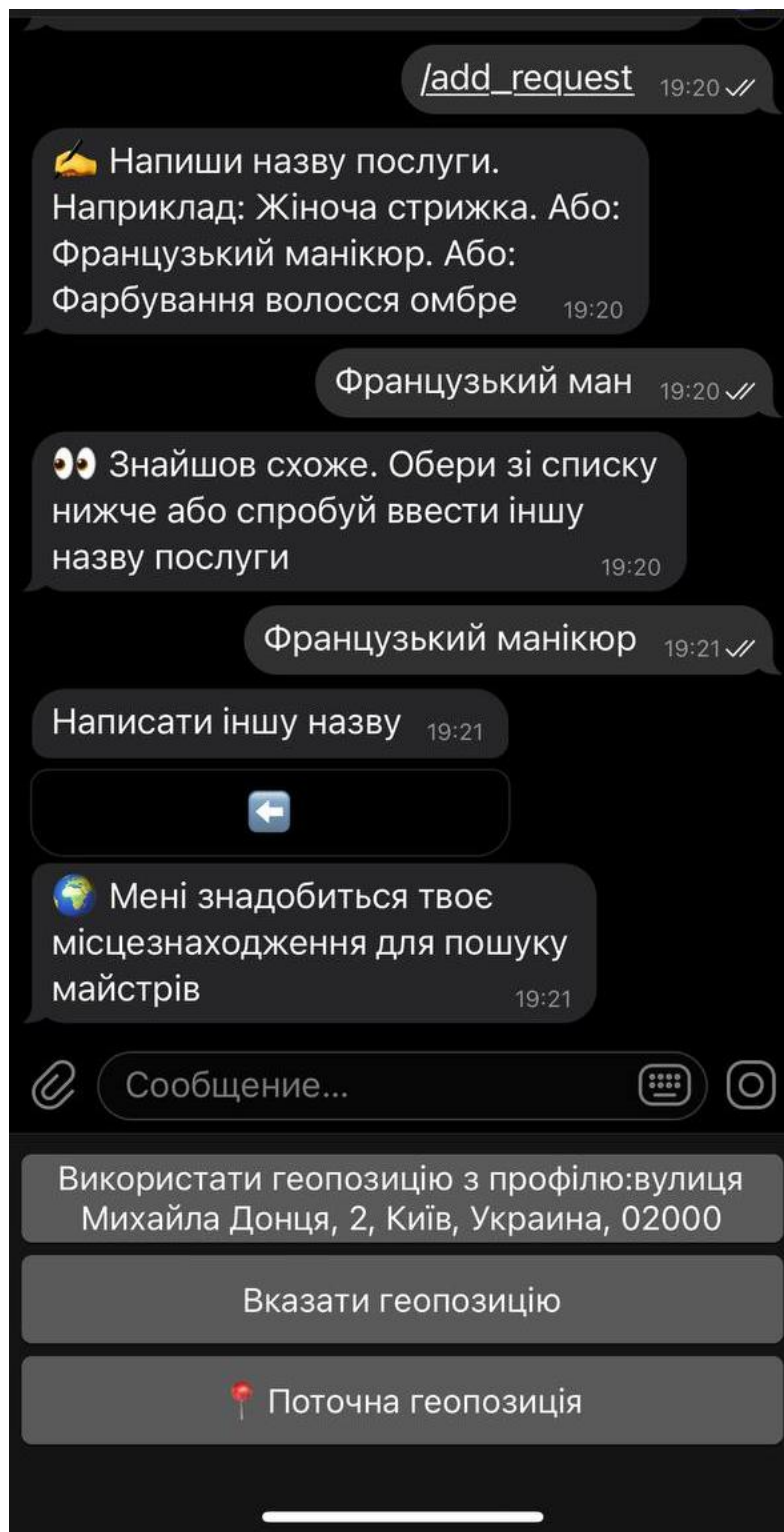 /add_request 19:20
✍️ Напиши назву послуги.
Наприклад: Жіноча стрижка. Або:
Французький манікюр. Або:
Фарбування волосся омбре 19:20
Французький ман 19:20
👀 Знайшов схоже. Обери зі списку
нижче або спробуй ввести іншу
назву послуги 19:20
Французький манікюр 19:21
Написати іншу назву 19:21
⬅️
🌍 Мені знадобиться твоє
місцезнаходження для пошуку
майстрів 19:21
Сообщение...
Використати геопозицію з профілю:вулиця
Михайла Донця, 2, Київ, Украина, 02000
Вказати геопозицію
📍 Поточна геопозиція